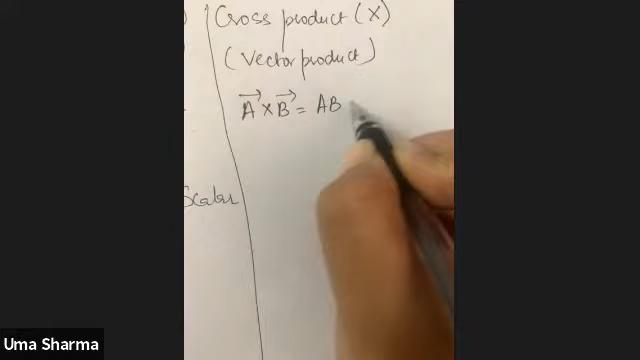 Cross product (X)
(Vector product)
A × B = AB
Scalar
Uma Sharma